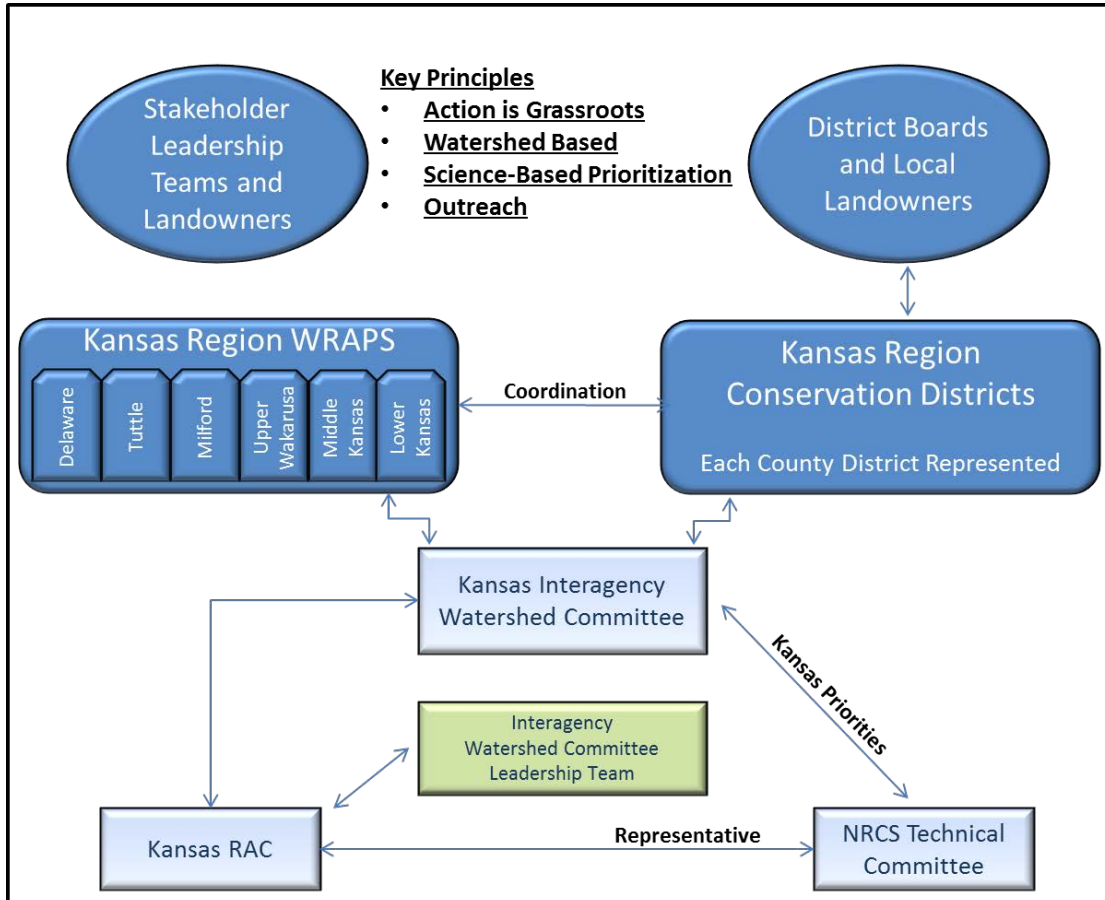 Stakeholder
Leadership
Teams and
Landowners
Key Principles
• Action is Grassroots
• Watershed Based
• Science-Based Prioritization
• Outreach
District Boards
and Local
Landowners
Kansas Region WRAPS
Delaware
Tuttle
Milford
Upper
Wakarusa
Middle
Kansas
Lower
Kansas
Coordination
Kansas Region
Conservation Districts
Each County District Represented
Kansas Interagency
Watershed Committee
Kansas Priorities
Interagency
Watershed Committee
Leadership Team
Kansas RAC
Representative
NRCS Technical
Committee